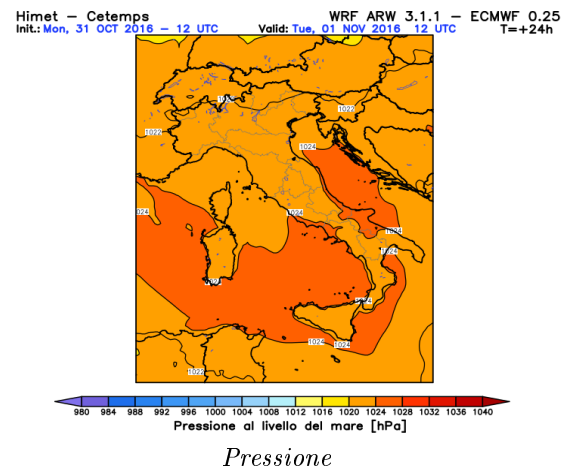 Himet – Cetemps WRF ARW 3.1.1 – ECMWF 0.25
Init.: Mon, 31 OCT 2016 – 12 UTC Valid: Tue, 01 NOV 2016 12 UTC T=+24h
1022
1022
1024
024
1024
1024
1024
1024
1024
1024
1022
980 984 988 992 996 1000 1004 1008 1012 1016 1020 1024 1028 1032 1036 1040
Pressione al livello del mare [hPa]
Pressione